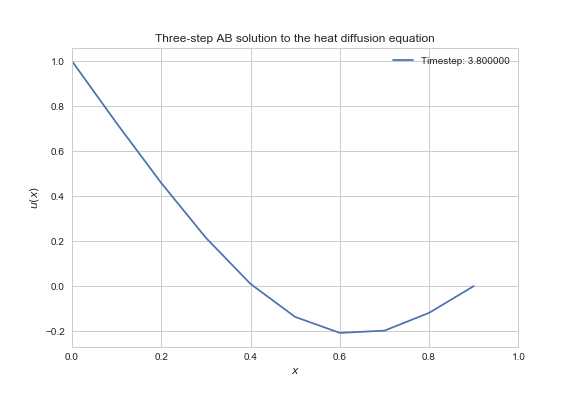 Three-step AB solution to the heat diffusion equation
Timestep: 3.800000
1.0
0.8
0.6
0.4
0.2
0.0
−0.2
u(x)
0.0 0.2 0.4 0.6 0.8 1.0
x